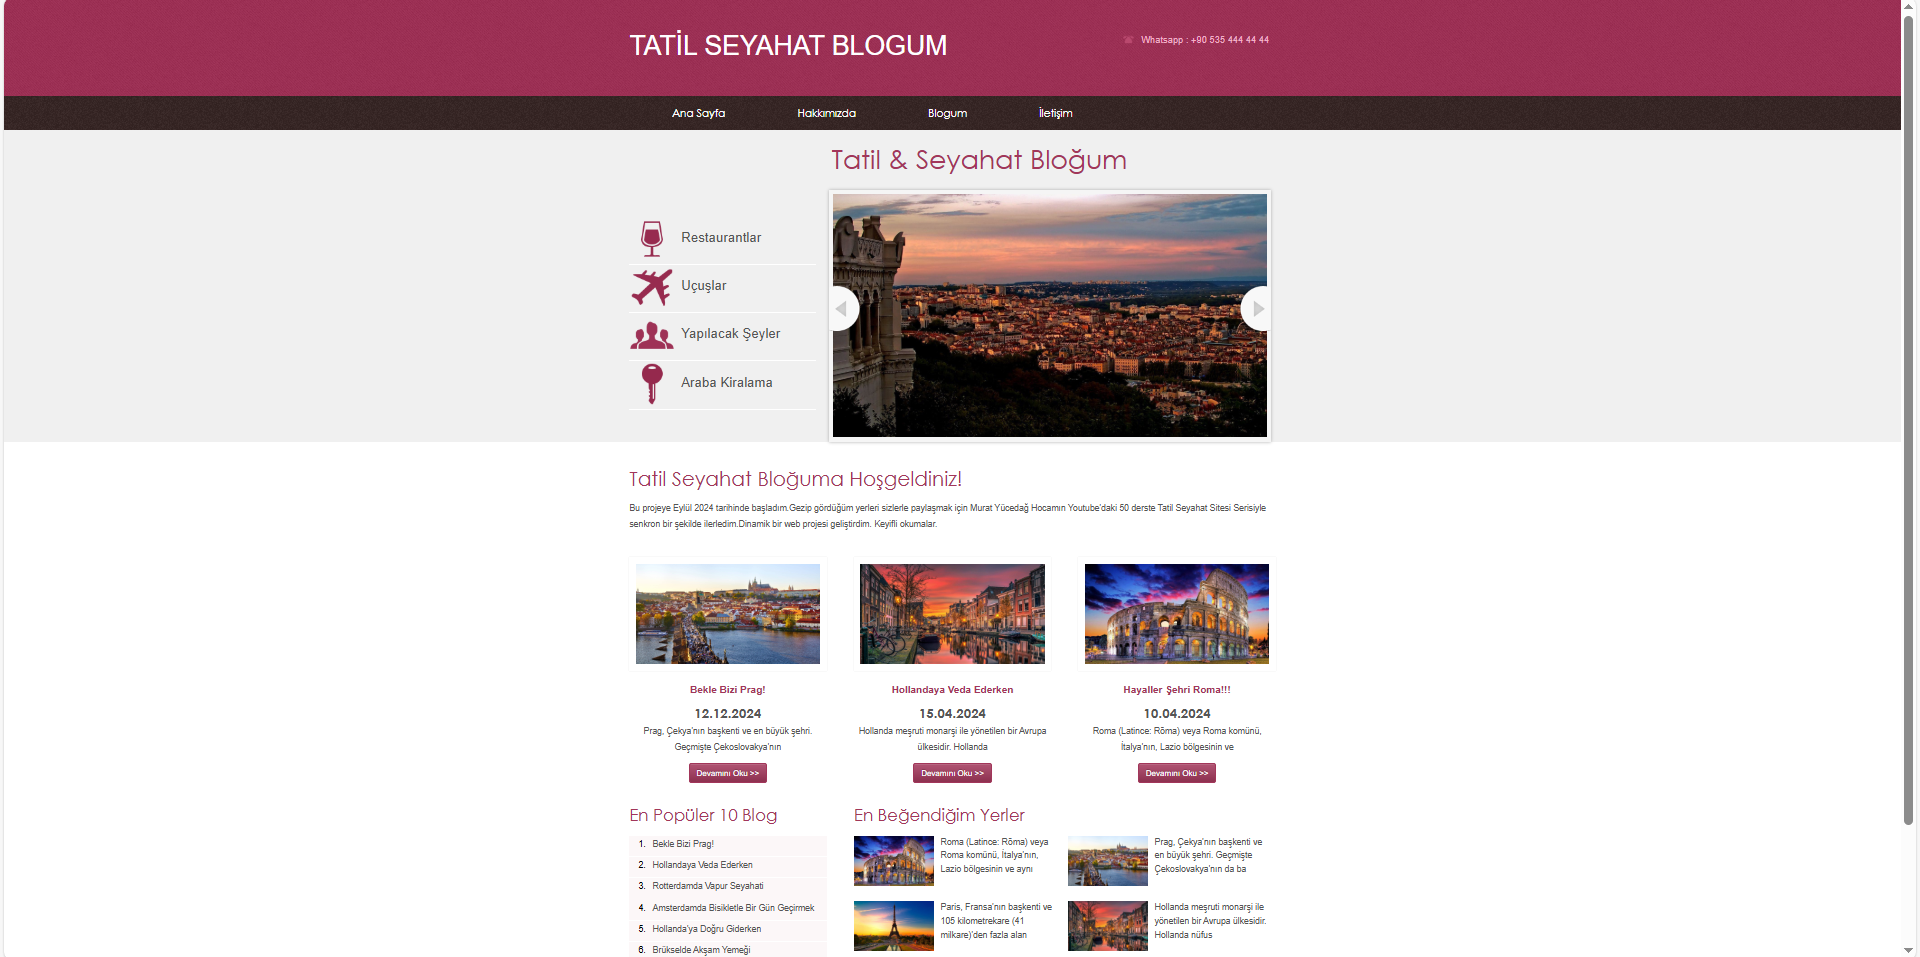 TATİL SEYAHAT BLOGUM
Whatsapp : +90 535 444 44 44
Ana Sayfa
Hakkımızda
Blogum
İletişim
Tatil & Seyahat Bloğum
Restaurantlar
Uçuşlar
Yapılacak Şeyler
Araba Kiralama
Tatil Seyahat Bloğuma Hoşgeldiniz!
Bu projeye Eylül 2024 tarihinde başladım.Gezip gördüğüm yerleri sizlerle paylaşmak için Murat Yücedağ Hocamın Youtube'daki 50 derste Tatil Seyahat Sitesi Serisiyle
senkron bir şekilde ilerledim.Dinamik bir web projesi geliştirdim. Keyifli okumalar.
Bekle Bizi Prag!
12.12.2024
Prag, Çekya'nın başkenti ve en büyük şehri.
Geçmişte Çekoslovakya'nın
Devamını Oku >>
Hollandaya Veda Ederken
15.04.2024
Hollanda meşruti monarşi ile yönetilen bir Avrupa
ülkesidir. Hollanda
Devamını Oku >>
Hayaller Şehri Roma!!!
10.04.2024
Roma (Latince: Rōma) veya Roma komünü,
İtalya'nın, Lazio bölgesinin ve
Devamını Oku >>
En Popüler 10 Blog
1. Bekle Bizi Prag!
2. Hollandaya Veda Ederken
3. Rotterdamda Vapur Seyahati
4. Amsterdamda Bisikletle Bir Gün Geçirmek
5. Hollanda'ya Doğru Giderken
6. Brükselde Akşam Yemeği
En Beğendiğim Yerler
Roma (Latince: Rōma) veya
Roma komünü, İtalya'nın,
Lazio bölgesinin ve aynı
Prag, Çekya'nın başkenti ve
en büyük şehri. Geçmişte
Çekoslovakya'nın da ba
Paris, Fransa'nın başkenti ve
105 kilometrekare (41
milkare)'den fazla alan
Hollanda meşruti monarşi ile
yönetilen bir Avrupa ülkesidir.
Hollanda nüfus